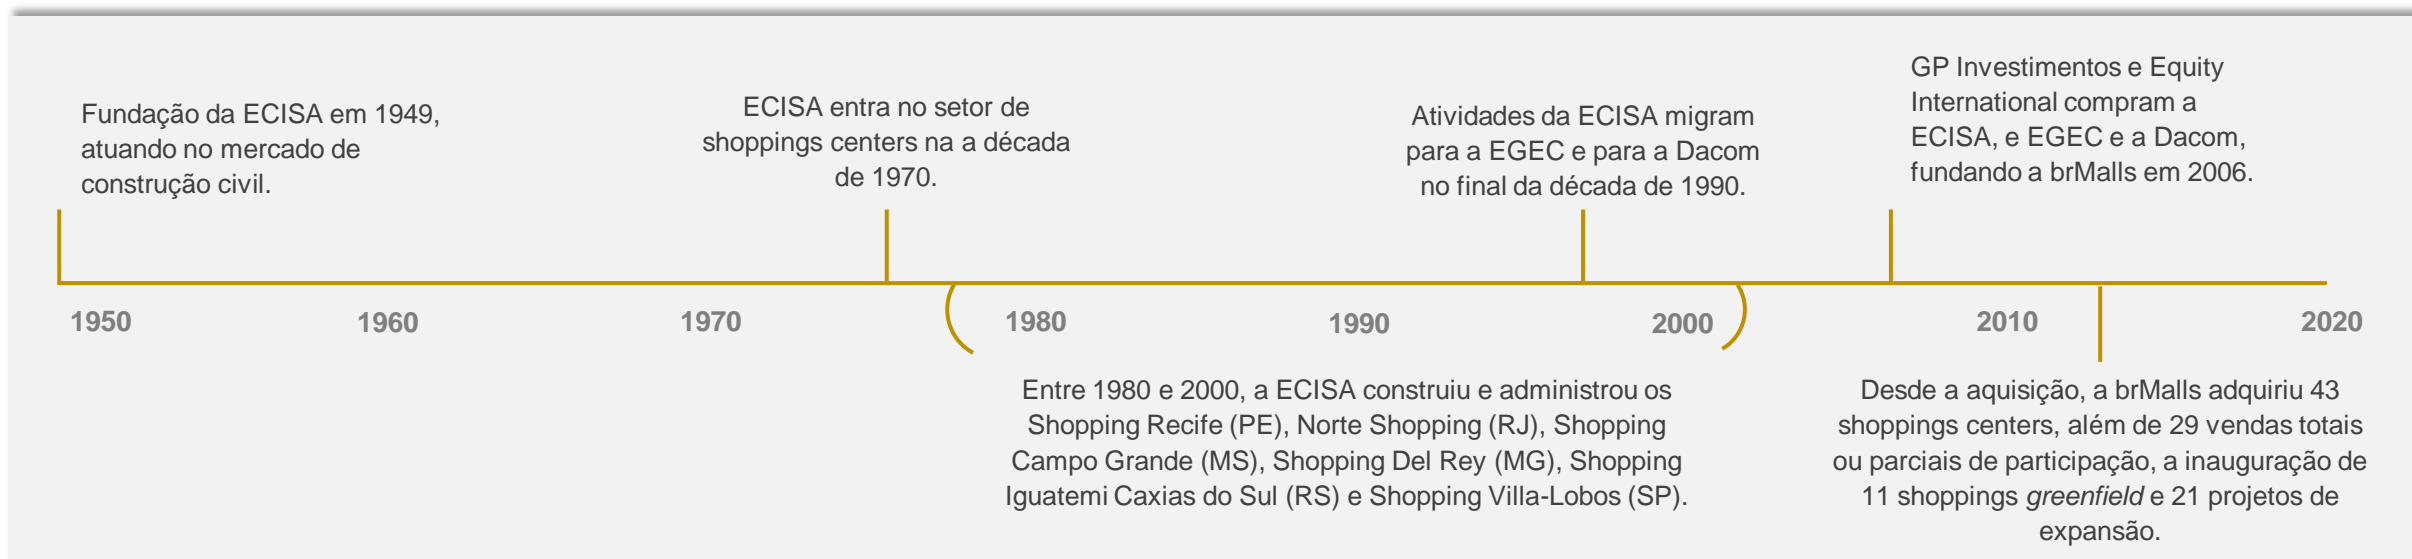 Fundação da ECISA em 1949,
atuando no mercado de
construção civil.
ECISA entra no setor de
shoppings centers na a década
de 1970.
Atividades da ECISA migram
para a EGEC e para a Dacom
no final da década de 1990.
GP Investimentos e Equity
International compram a
ECISA, e EGEC e a Dacom,
fundando a brMalls em 2006.
1950
1960
1970
1980
1990
2000
2010
2020
Entre 1980 e 2000, a ECISA construiu e administrou os
Shopping Recife (PE), Norte Shopping (RJ), Shopping
Campo Grande (MS), Shopping Del Rey (MG), Shopping
Iguatemi Caxias do Sul (RS) e Shopping Villa-Lobos (SP).
Desde a aquisição, a brMalls adquiriu 43
shoppings centers, além de 29 vendas totais
ou parciais de participação, a inauguração de
11 shoppings greenfield e 21 projetos de
expansão.